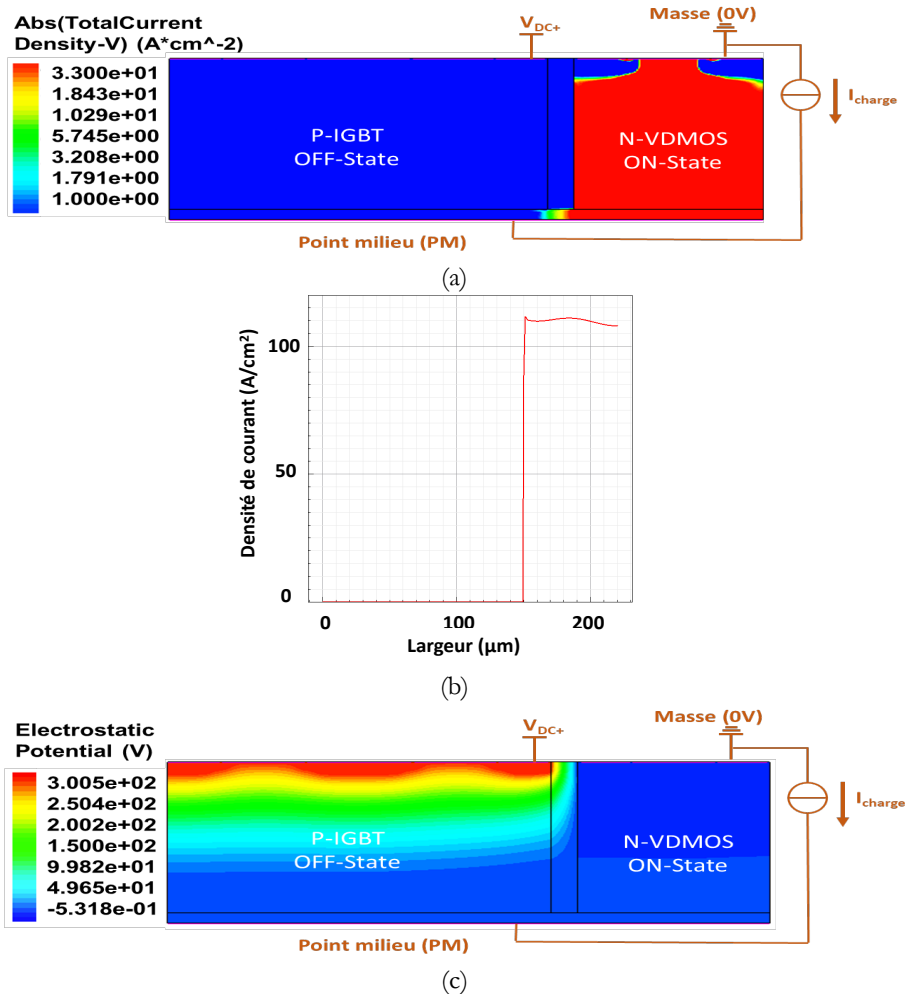 Abs(TotalCurrent
Density-V) (A*cm^-2)
3.300e+01
1.843e+01
1.029e+01
5.745e+00
3.208e+00
1.791e+00
1.000e+00
V_DC+
Masse (0V)
I_charge
P-IGBT
OFF-State
N-VDMOS
ON-State
Point milieu (PM)
(a)
Densité de courant (A/cm²)
100
50
0
0
100
200
Largeur (µm)
(b)
Electrostatic
Potential (V)
3.005e+02
2.504e+02
2.002e+02
1.500e+02
9.982e+01
4.965e+01
-5.318e-01
V_DC+
Masse (0V)
I_charge
P-IGBT
OFF-State
N-VDMOS
ON-State
Point milieu (PM)
(c)